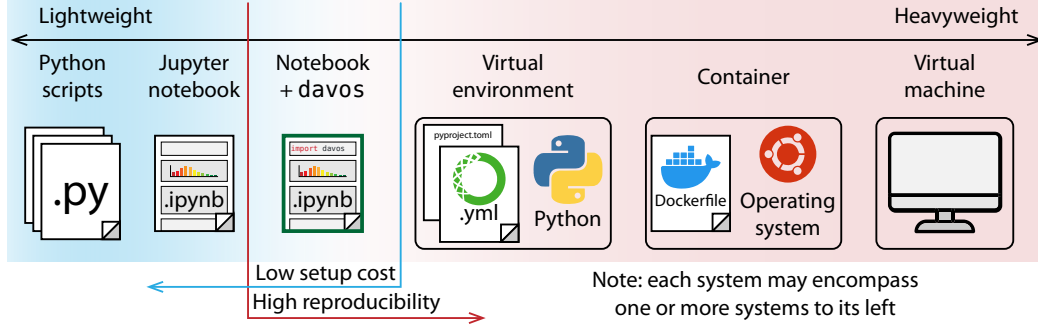 Lightweight
Heavyweight
Python
scripts
Jupyter
notebook
Notebook
+ davos
Virtual
environment
Container
Virtual
machine
.py
.ipynb
import davos
.ipynb
pyproject.toml
.yml
Python
Dockerfile
Operating
system
Low setup cost
High reproducibility
Note: each system may encompass
one or more systems to its left